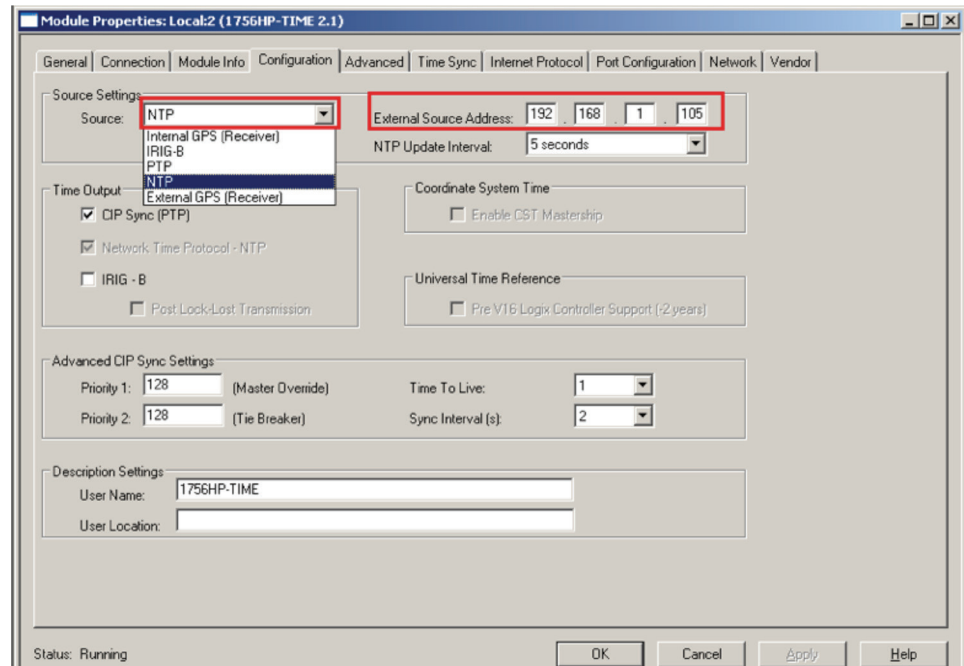 Module Properties: Local:2 (1756HP-TIME 2.1)
General Connection Module Info Configuration Advanced Time Sync Internet Protocol Port Configuration Network Vendor
Source Settings
Source: NTP
External Source Address: 192 . 168 . 1 . 105
Internal GPS (Receiver)
IRIG-B
PTP
NTP
External GPS (Receiver)
NTP Update Interval: 5 seconds
Time Output
CIP Sync (PTP)
Network Time Protocol - NTP
IRIG - B
Post Lock-Lost Transmission
Coordinate System Time
Enable CST Mastership
Universal Time Reference
Pre V16 Logix Controller Support (-2 years)
Advanced CIP Sync Settings
Priority 1: 128 (Master Override) Time To Live: 1
Priority 2: 128 (Tie Breaker) Sync Interval (s): 2
Description Settings
User Name: 1756HP-TIME
User Location:
Status: Running OK Cancel Apply Help